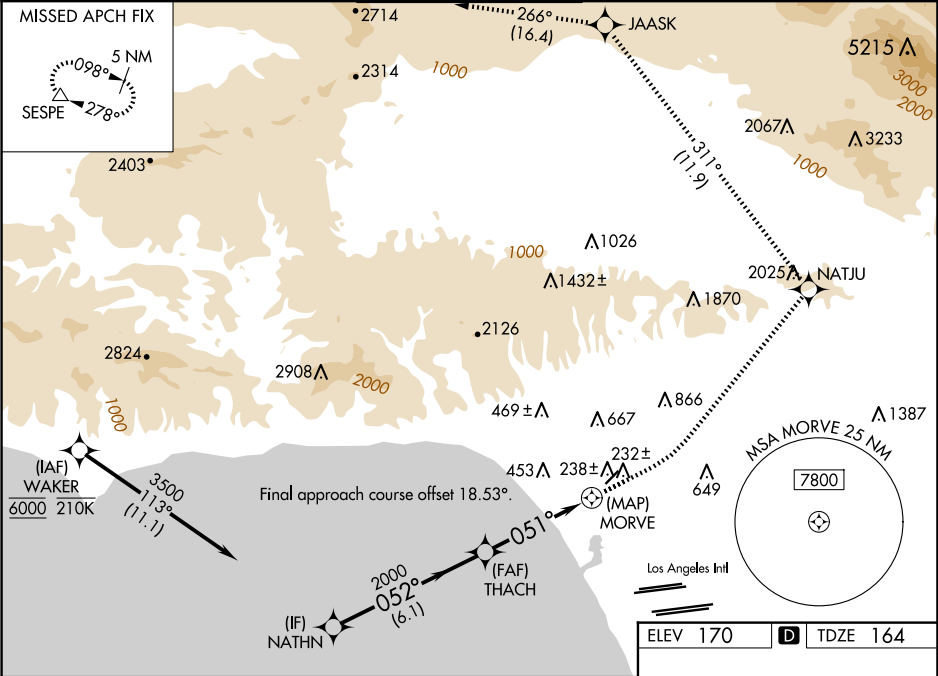 MISSED APCH FIX
5 NM
098°
278°
SESPE
2714
2314
1000
266°
(16.4)
JAASK
5215
3000
2000
2067
3233
1000
2403
311°
(11.9)
1000
1026
1432±
2025
NATJU
1870
2126
2824
2908
2000
1000
469±
667
866
1387
(IAF)
WAKER
6000 210K
3500
113°
(11.1)
Final approach course offset 18.53°.
453
238±
232±
649
(MAP)
MORVE
MSA MORVE 25 NM
7800
051°
(FAF)
THACH
2000
052°
(6.1)
(IF)
NATHN
Los Angeles Intl
ELEV 170 D TDZE 164